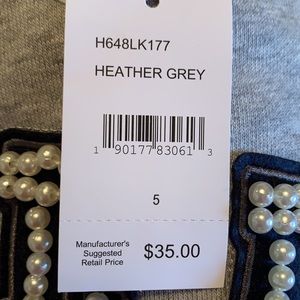 H648LK177
HEATHER GREY
1 90177 83061 3
5
Manufacturer's
Suggested
Retail Price
$35.00